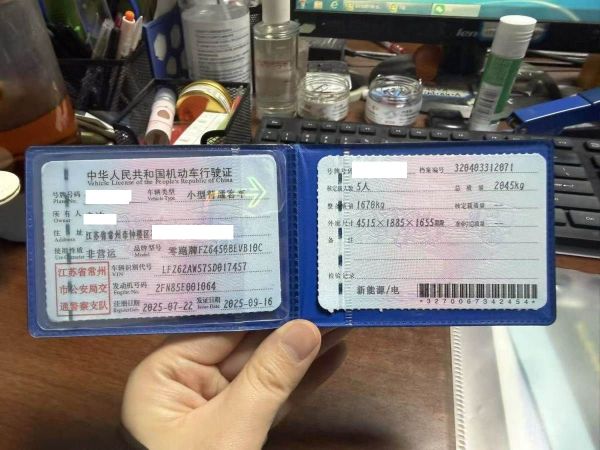 中华人民共和国机动车行驶证
Vehicle License of the People's Republic of China
号牌号码
Plate No.
车辆类型
Vehicle Type
小型普通客车
所有人
Owner
住址
Address
江苏省常州市钟楼区
使用性质
Use Character
非营运
品牌型号
Model
零跑牌FZ6450BEVB10C
江苏省常州市公安局交通警察支队
车辆识别代号
VIN
LFZ62AW57SD017457
发动机号码
Engine No.
2FN85E001064
注册日期
Register Date
2025-07-22
发证日期
Issue Date
2025-09-16
号牌号码
档案编号
320403312071
核定载人数
5人
总质量
2045kg
整备质量
1670kg
核定载质量
--
外廓尺寸
4515×1885×1655mm
准牵引总质量
--
检验记录
新能源/电
*3270067342454*